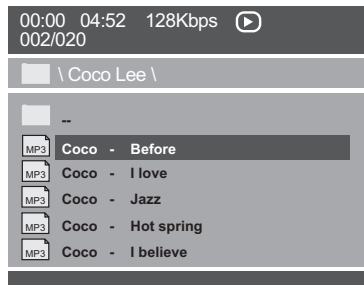 00:00 04:52 128Kbps
002/020
\ Coco Lee \
--
MP3 Coco - Before
MP3 Coco - I love
MP3 Coco - Jazz
MP3 Coco - Hot spring
MP3 Coco - I believe